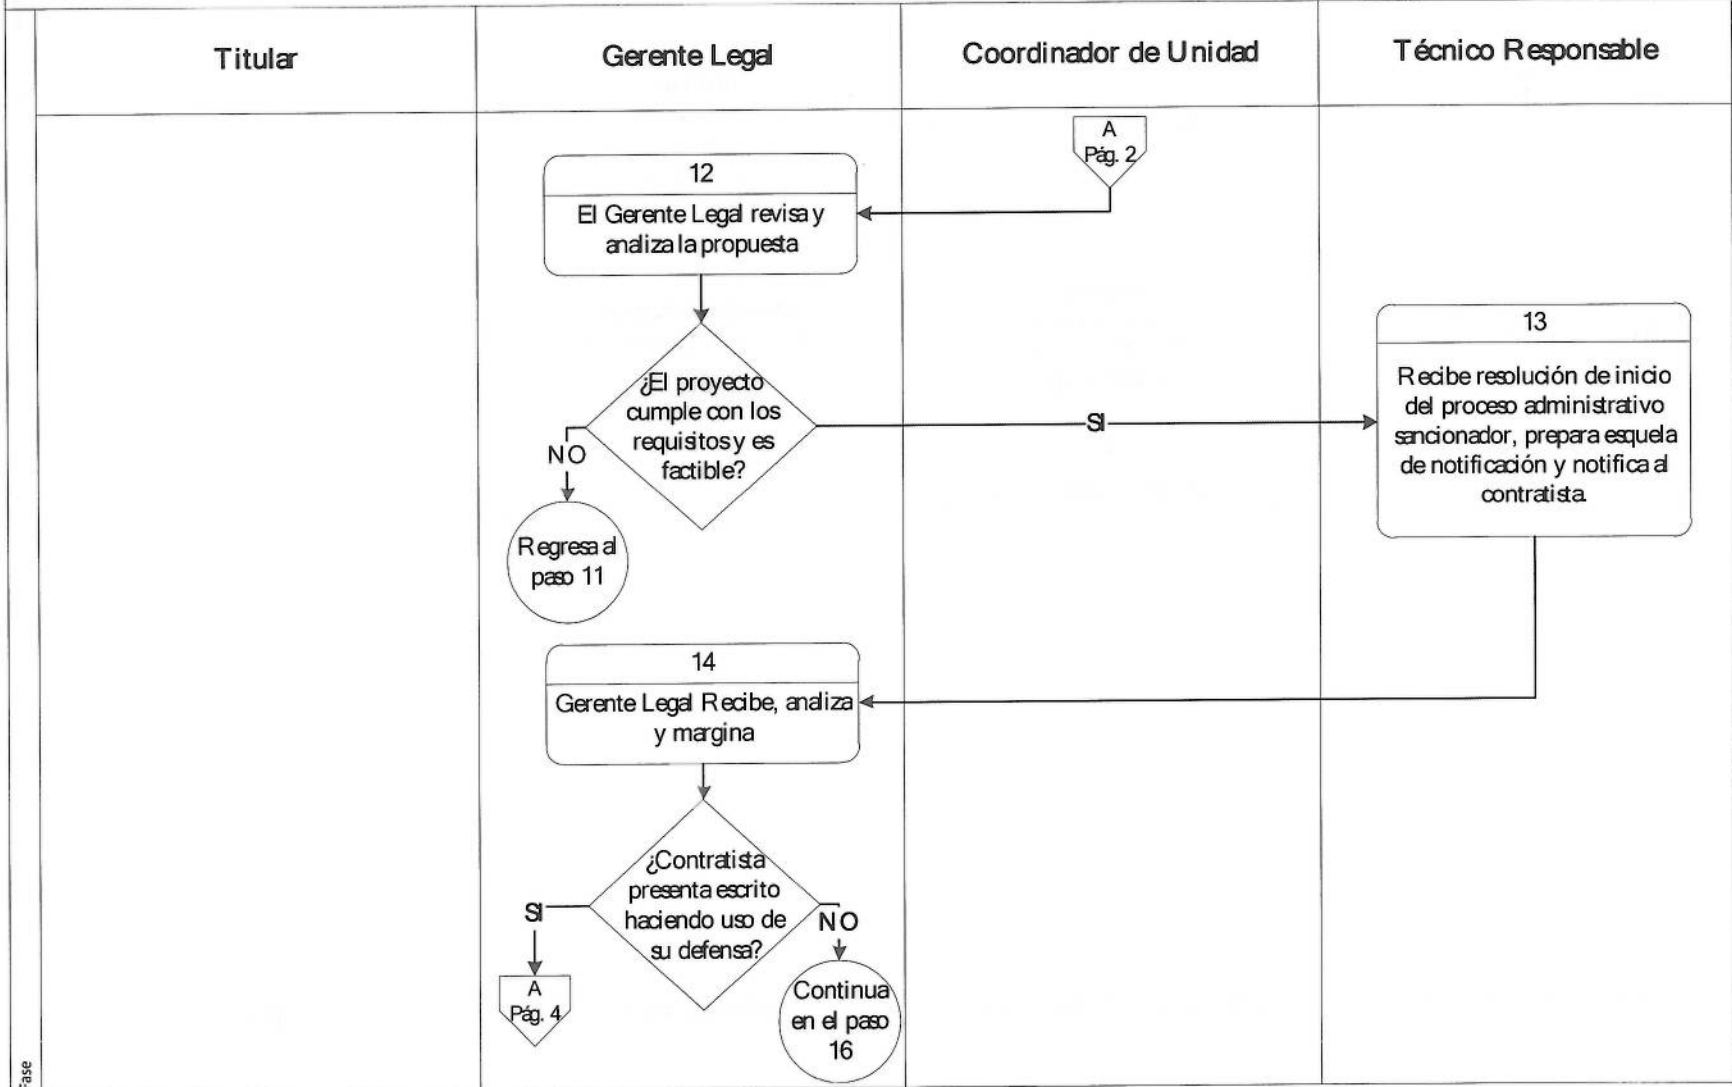 Titular
Gerente Legal
Coordinador de Unidad
Técnico Responsable
A
Pág. 2
12
El Gerente Legal revisa y
analiza la propuesta
13
Recibe resolución de inicio
del proceso administrativo
sancionador, prepara esquela
de notificación y notifica al
contratista.
¿El proyecto
cumple con los
requisitos y es
factible?
SI
NO
Regresa al
paso 11
14
Gerente Legal Recibe, analiza
y margina
¿Contratista
presenta escrito
haciendo uso de
su defensa?
SI
NO
A
Pág. 4
Continua
en el paso
16
Fase